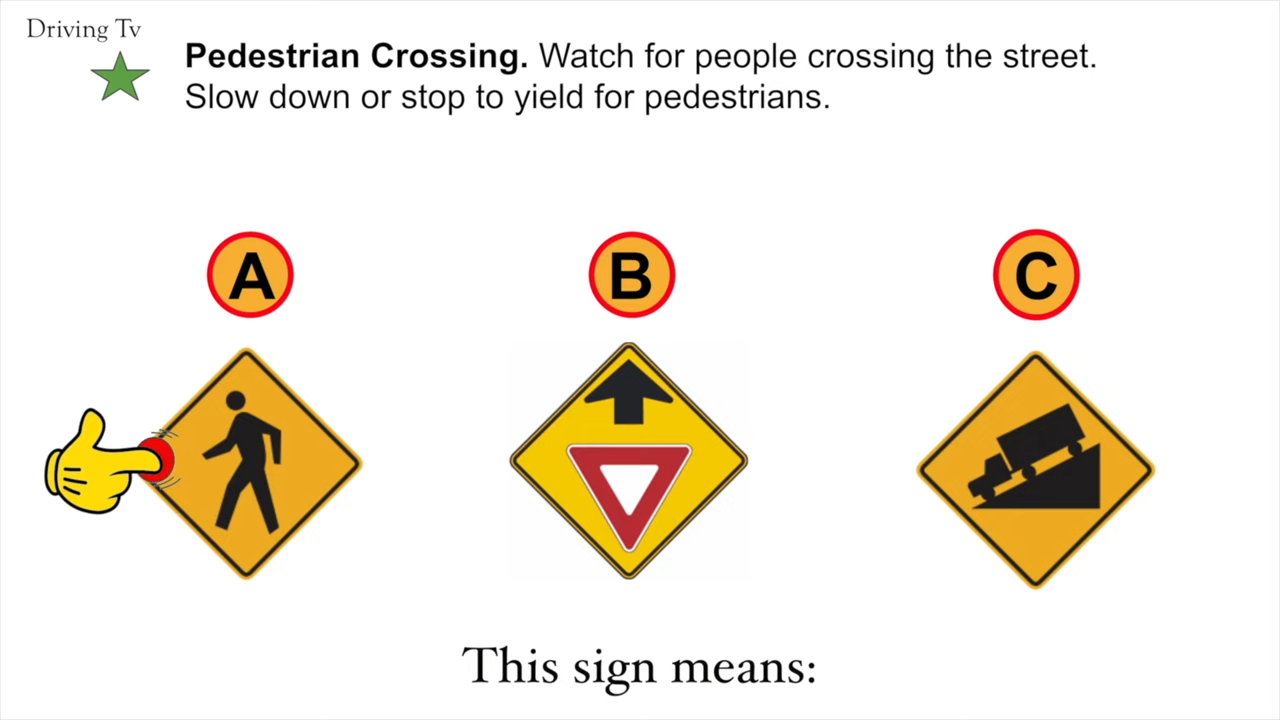 Driving Tv
Pedestrian Crossing. Watch for people crossing the street.
Slow down or stop to yield for pedestrians.
A
B
C
This sign means: